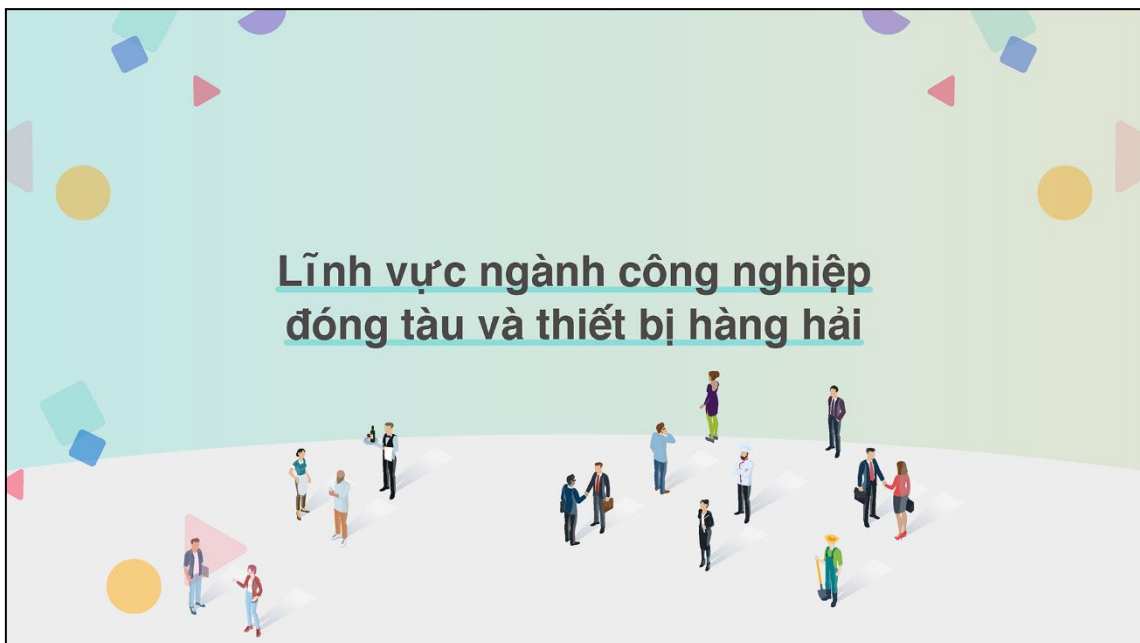 Lĩnh vực ngành công nghiệp
đóng tàu và thiết bị hàng hải